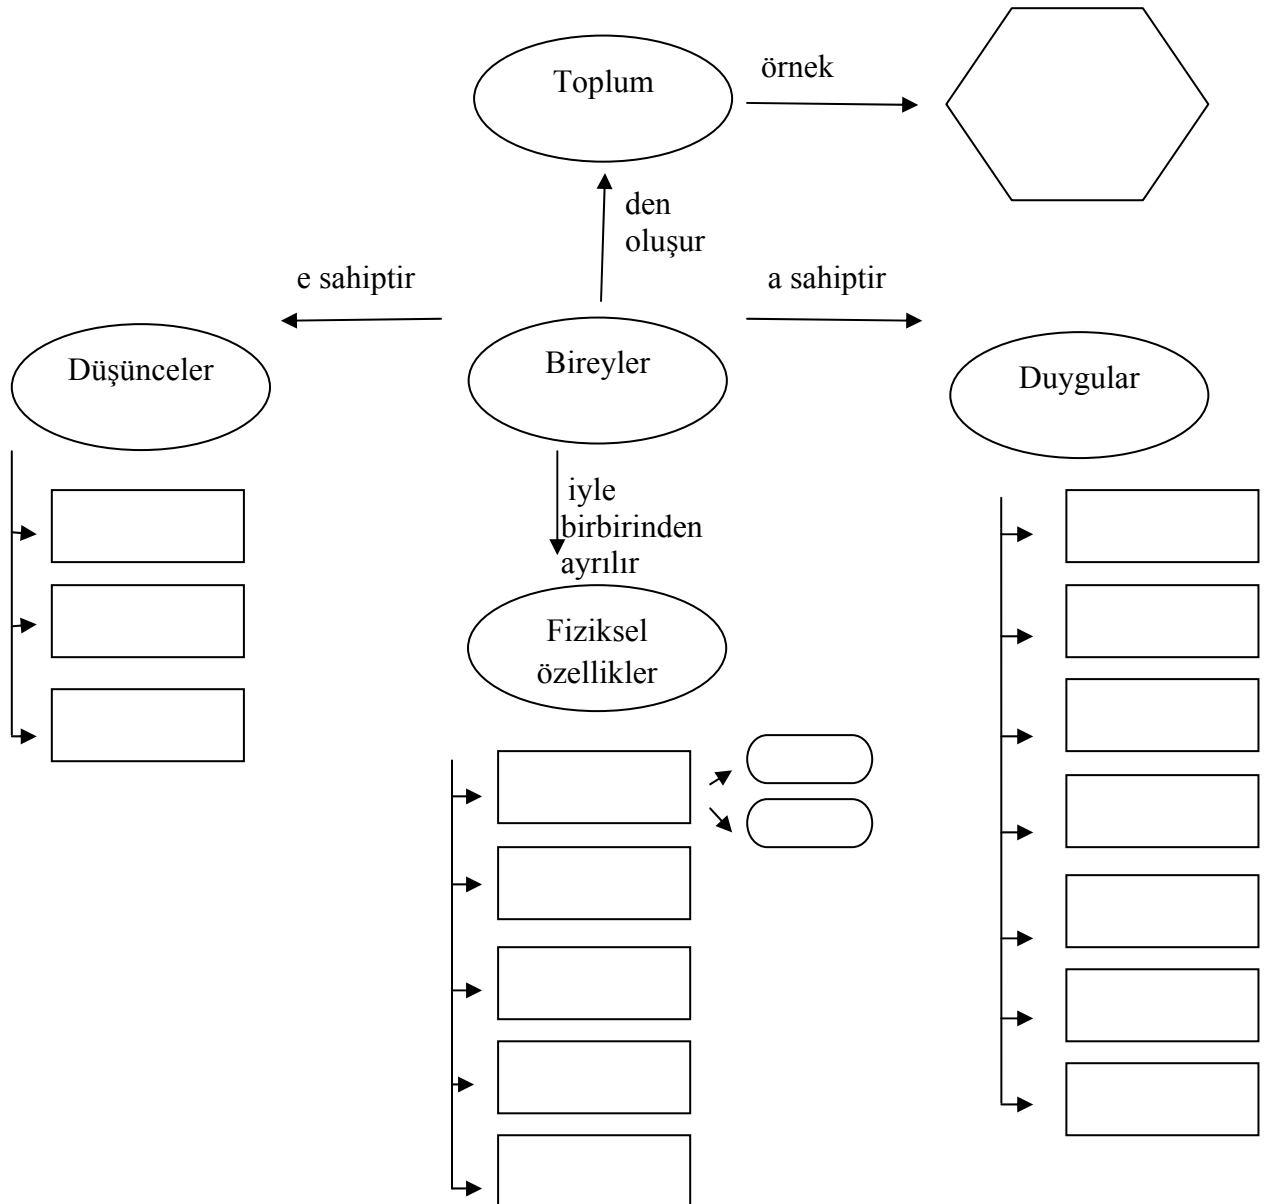 Toplum
örnek
den
oluşur
e sahiptir
a sahiptir
Düşünceler
Bireyler
Duygular
iyle
birbirinden
ayrılır
Fiziksel
özellikler